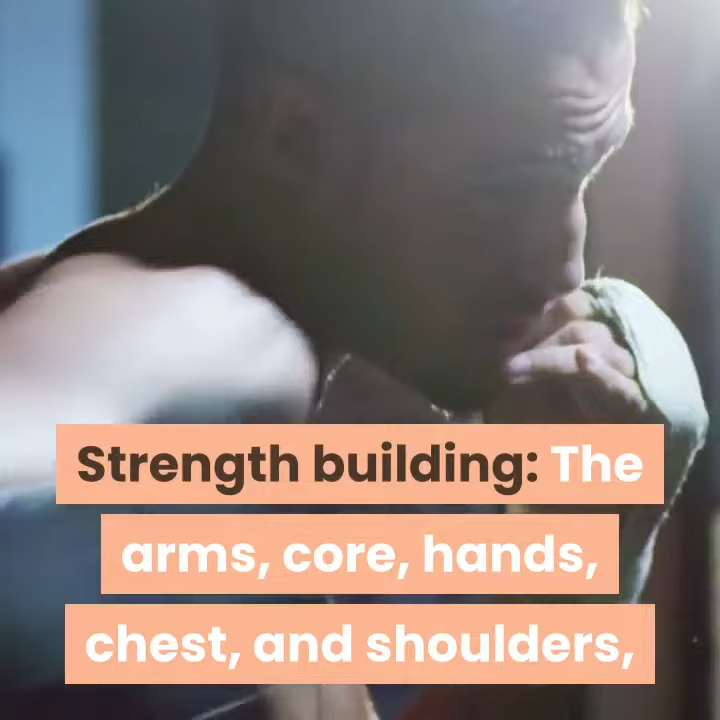 Strength building: The
arms, core, hands,
chest, and shoulders,